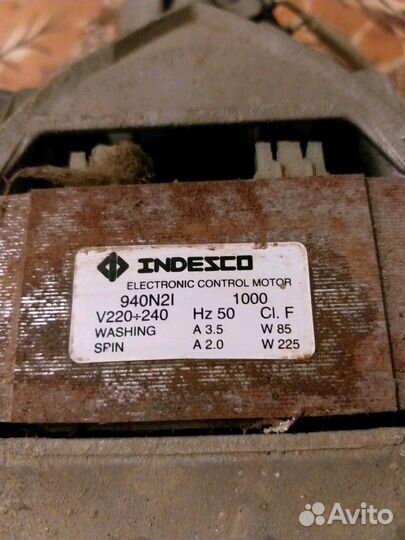 INDESCO
ELECTRONIC CONTROL MOTOR
940N2I 1000
V220÷240 Hz 50 Cl. F
WASHING A 3.5 W 85
SPIN A 2.0 W 225
Avito